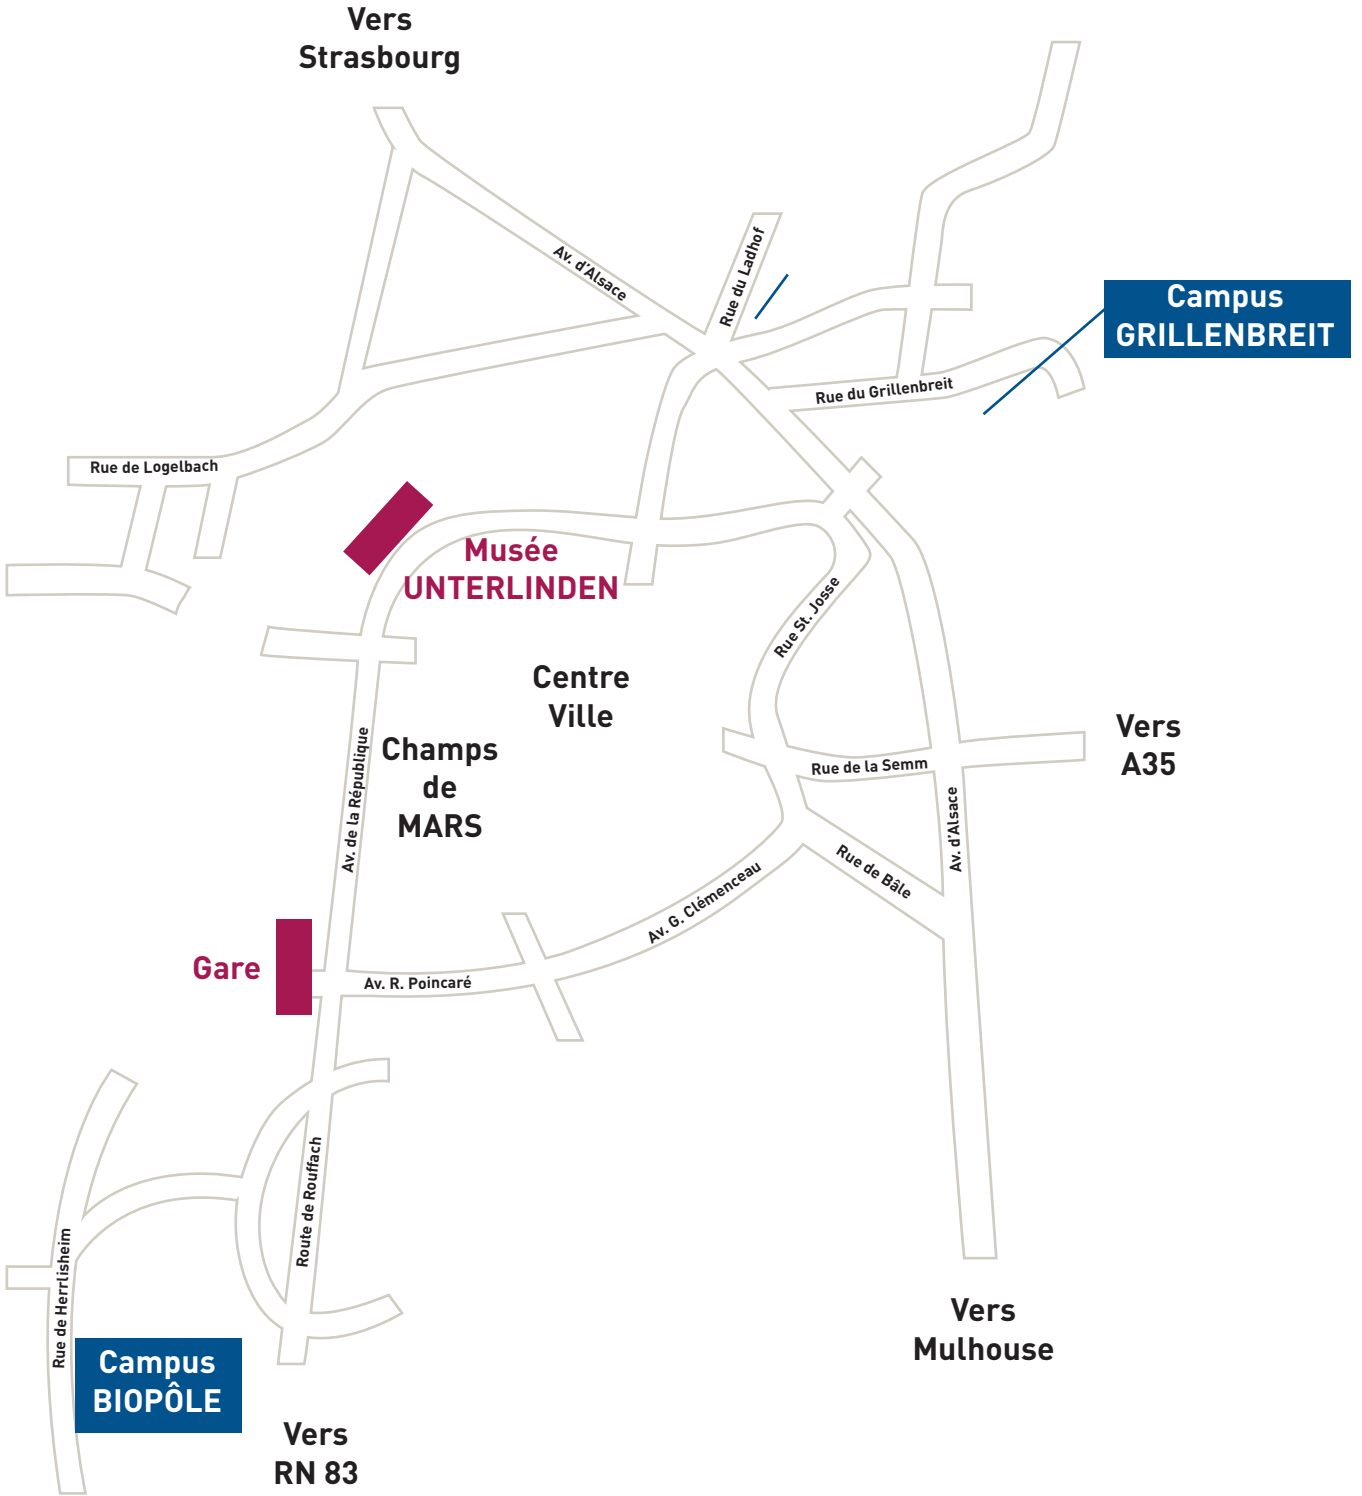 Vers
Strasbourg
Av. d'Alsace
Rue du Ladhof
Campus
GRILLENBREIT
Rue du Grillenbreit
Rue de Logelbach
Musée
UNTERLINDEN
Rue St. Josse
Centre
Ville
Vers
A35
Champs
de
MARS
Av. de la République
Rue de la Semm
Av. d'Alsace
Rue de Bâle
Av. G. Clémenceau
Gare
Av. R. Poincaré
Route de Rouffach
Rue de Herrlisheim
Vers
Mulhouse
Campus
BIOPÔLE
Vers
RN 83